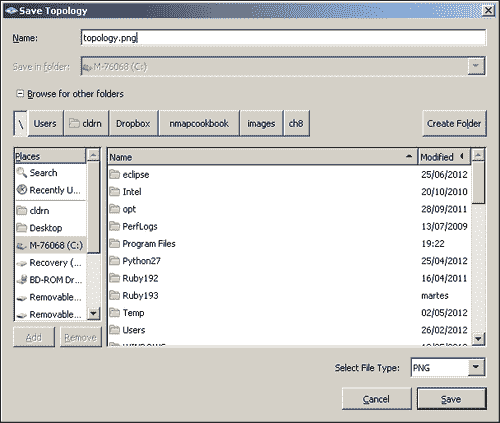 Save Topology
Name: topology.png
Save in folder: M-76068 (C:)
Browse for other folders
\ Users cldrn Dropbox nmapcookbook images ch8 Create Folder
Places
Search
Recently U...
cldrn
Desktop
M-76068 (C:)
Recovery (...
BD-ROM Dr...
Removable...
Removable...
Add Remove
Name Modified
eclipse 25/06/2012
Intel 20/10/2010
opt 28/09/2011
PerfLogs 13/07/2009
Program Files 19:22
Python27 25/04/2012
Ruby192 16/04/2011
Ruby193 martes
Temp 02/05/2012
Users 26/02/2012
Select File Type: PNG
Cancel Save